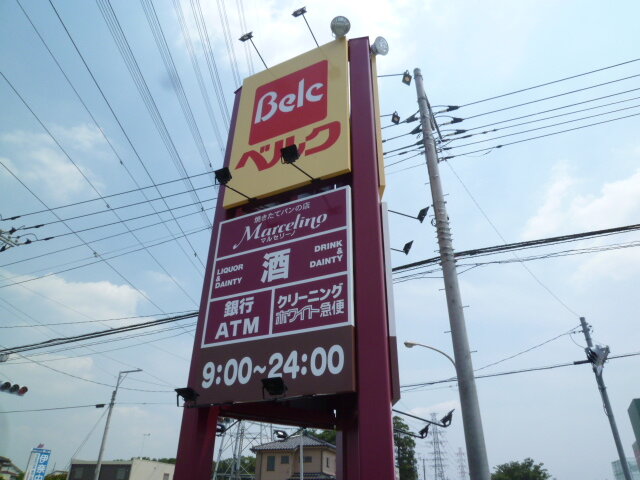 Belc
ベルク
焼きたてパンの店
Marcelino
マルセリーノ
LIQUOR & DAINTY
酒
DRINK & DAINTY
銀行
ATM
クリーニング
ホワイト急便
9:00~24:00